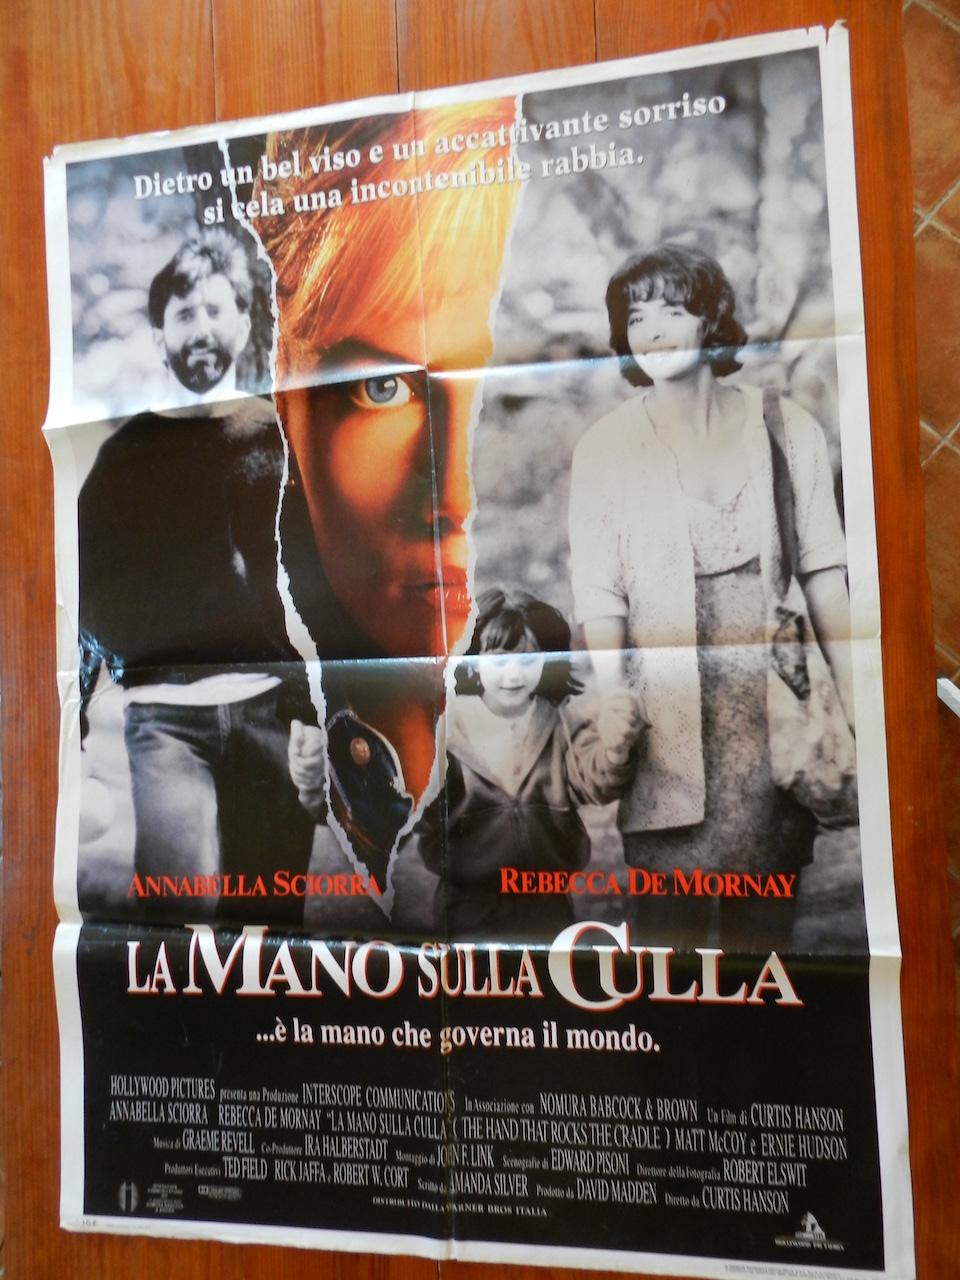 Dietro un bel viso e un accattivante sorriso
si cela una incontenibile rabbia.
ANNABELLA SCIORRA REBECCA DE MORNAY
LA MANO SULLA CULLA
...è la mano che governa il mondo.
HOLLYWOOD PICTURES presenta una Produzione INTERSCOPE COMMUNICATIONS In Associazione con NOMURA BABCOCK & BROWN Un Film di CURTIS HANSON
ANNABELLA SCIORRA REBECCA DE MORNAY "LA MANO SULLA CULLA" ( THE HAND THAT ROCKS THE CRADLE ) MATT McCOY e ERNIE HUDSON
Musica di GRAEME REVELL Co-Produttore IRA HALBERSTADT Montaggio di JOHN F. LINK Scenografie di EDWARD PISONI Direttore della Fotografia ROBERT ELSWIT
Produttori Esecutivi TED FIELD RICK JAFFA e ROBERT W. CORT Scritto da AMANDA SILVER Prodotto da DAVID MADDEN Diretto da CURTIS HANSON
DISTRIBUITO DALLA WARNER BROS ITALIA
HOLLYWOOD PICTURES